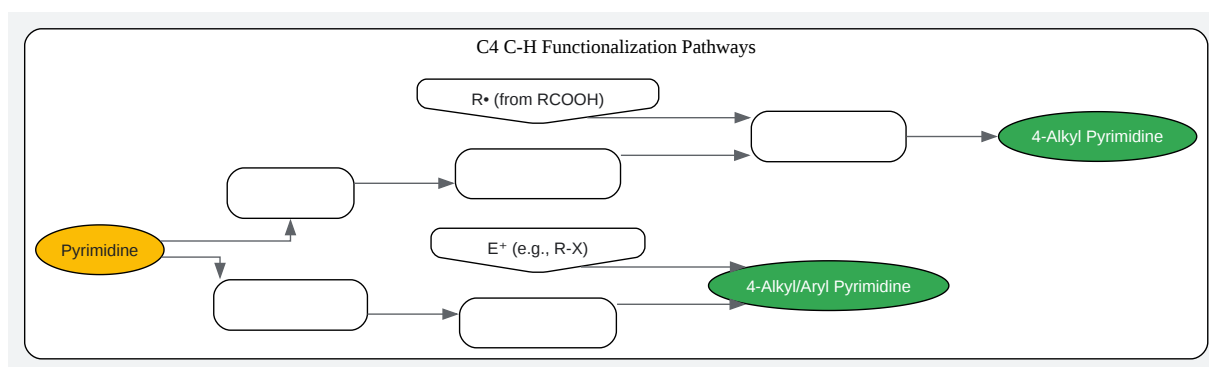 C4 C-H Functionalization Pathways
R• (from RCOOH)
4-Alkyl Pyrimidine
Pyrimidine
E⁺ (e.g., R-X)
4-Alkyl/Aryl Pyrimidine